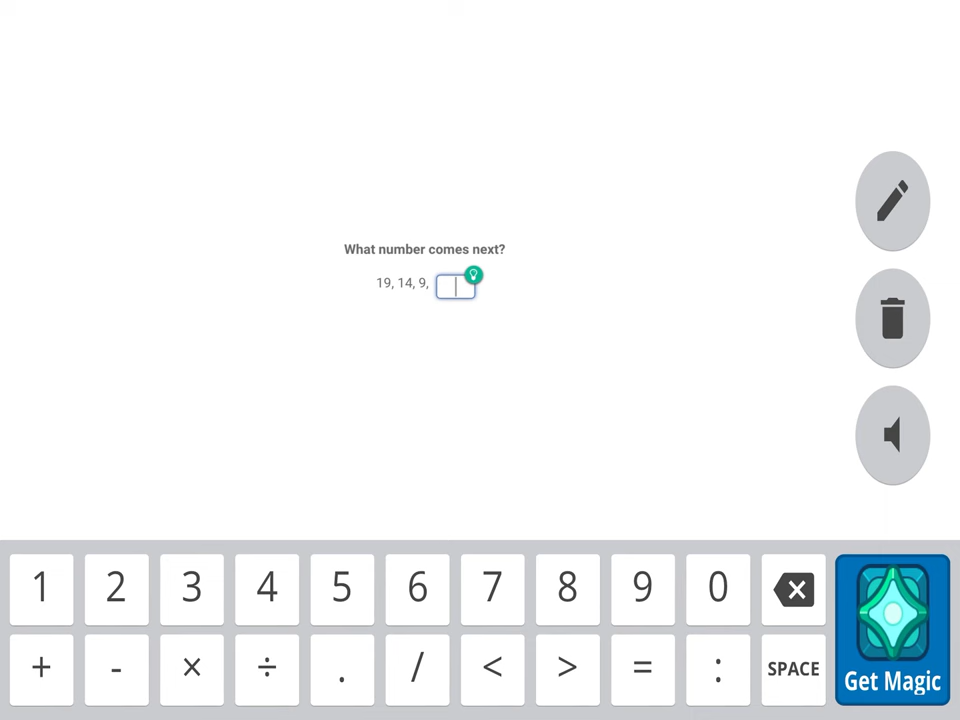 What number comes next?
19, 14, 9,
1 2 3 4 5 6 7 8 9 0
+ - × ÷ . / < > = : SPACE
Get Magic